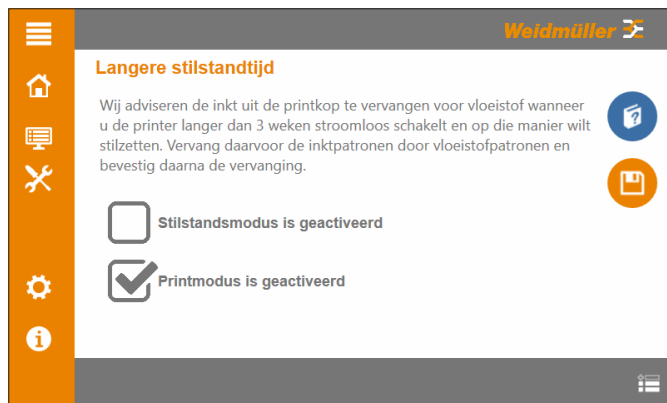 Weidmüller
Langere stilstandtijd
Wij adviseren de inkt uit de printkop te vervangen voor vloeistof wanneer
u de printer langer dan 3 weken stroomloos schakelt en op die manier wilt
stilzetten. Vervang daarvoor de inktpatronen door vloeistofpatronen en
bevestig daarna de vervanging.
Stilstandsmodus is geactiveerd
Printmodus is geactiveerd